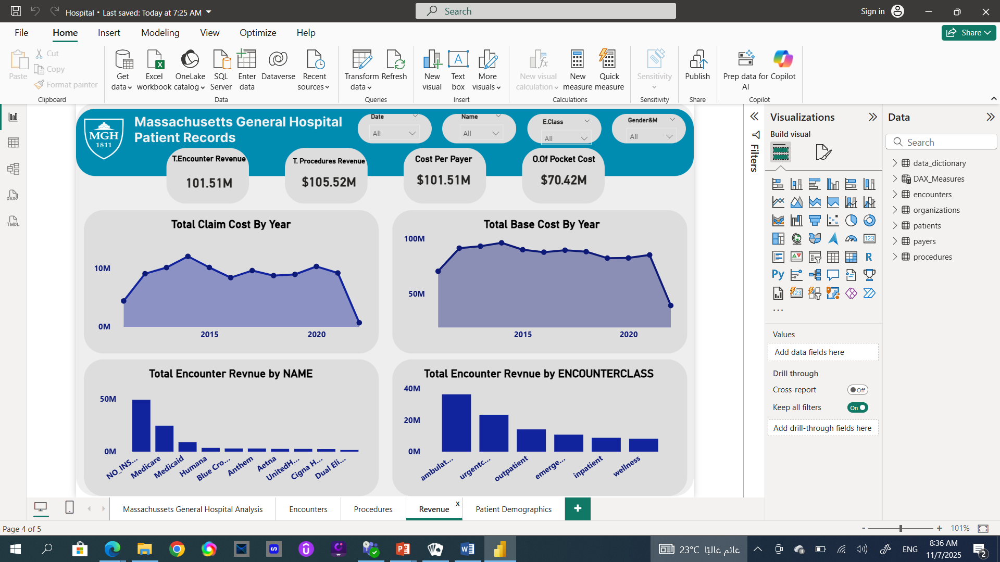 Hospital • Last saved: Today at 7:25 AM
Search
Sign in
File
Home
Insert
Modeling
View
Optimize
Help
Share
Paste
Cut
Copy
Format painter
Clipboard
Get data
Excel workbook
OneLake catalog
SQL Server
Enter data
Dataverse
Recent sources
Data
Transform data
Refresh
Queries
New visual
Text box
More visuals
Insert
New visual calculation
New measure
Quick measure
Calculations
Sensitivity
Sensitivity
Publish
Share
Prep data for AI
Copilot
Copilot
DAX
TMDL
MGH
1811
Massachusetts General Hospital
Patient Records
Date
All
Name
All
E.Class
All
Gender&M
All
T.Encounter Revenue
101.51M
T. Procedures Revenue
$105.52M
Cost Per Payer
$101.51M
O.Of Pocket Cost
$70.42M
Total Claim Cost By Year
10M
0M
2015
2020
Total Base Cost By Year
100M
50M
2015
2020
Total Encounter Revnue by NAME
50M
0M
NO_INS...
Medicare
Medicaid
Humana
Blue Cro...
Anthem
Aetna
UnitedH...
Cigna H...
Dual Eli...
Total Encounter Revnue by ENCOUNTERCLASS
40M
20M
0M
ambulat...
urgentc...
outpatient
emerge...
inpatient
wellness
Filters
Visualizations
Build visual
123
R
Py
123
...
Values
Add data fields here
Drill through
Cross-report
Off
Keep all filters
On
Add drill-through fields here
Data
Search
data_dictionary
DAX_Measures
encounters
organizations
patients
payers
procedures
Massachussets General Hospital Analysis
Encounters
Procedures
Revenue
x
Patient Demographics
+
Page 4 of 5
- + 101%
23°C غائم غالبًا
ENG
8:36 AM
11/7/2025
2